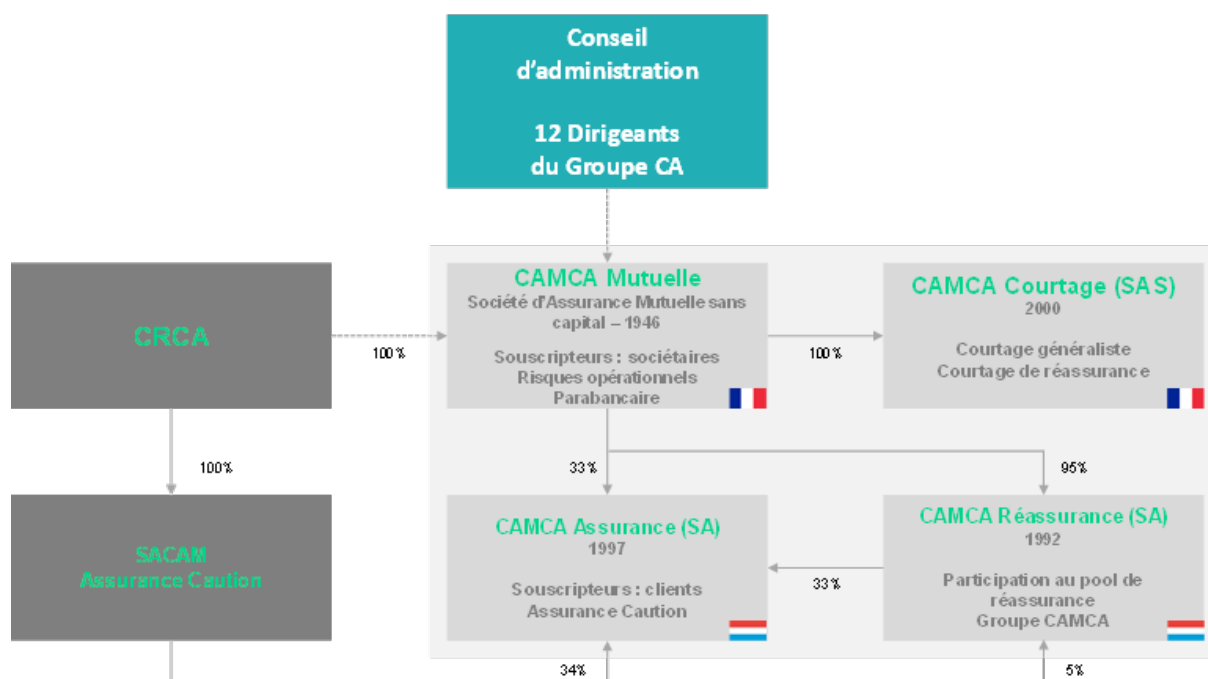 Conseil
d'administration
12 Dirigeants
du Groupe CA
CRCA
100%
CAMCA Mutuelle
Société d'Assurance Mutuelle sans
capital – 1946
Souscripteurs : sociétaires
Risques opérationnels
Parabancaire
100%
CAMCA Courtage (SAS)
2000
Courtage généraliste
Courtage de réassurance
100%
33%
95%
SACAM
Assurance Caution
CAMCA Assurance (SA)
1997
Souscripteurs : clients
Assurance Caution
33%
CAMCA Réassurance (SA)
1992
Participation au pool de
réassurance
Groupe CAMCA
34%
5%